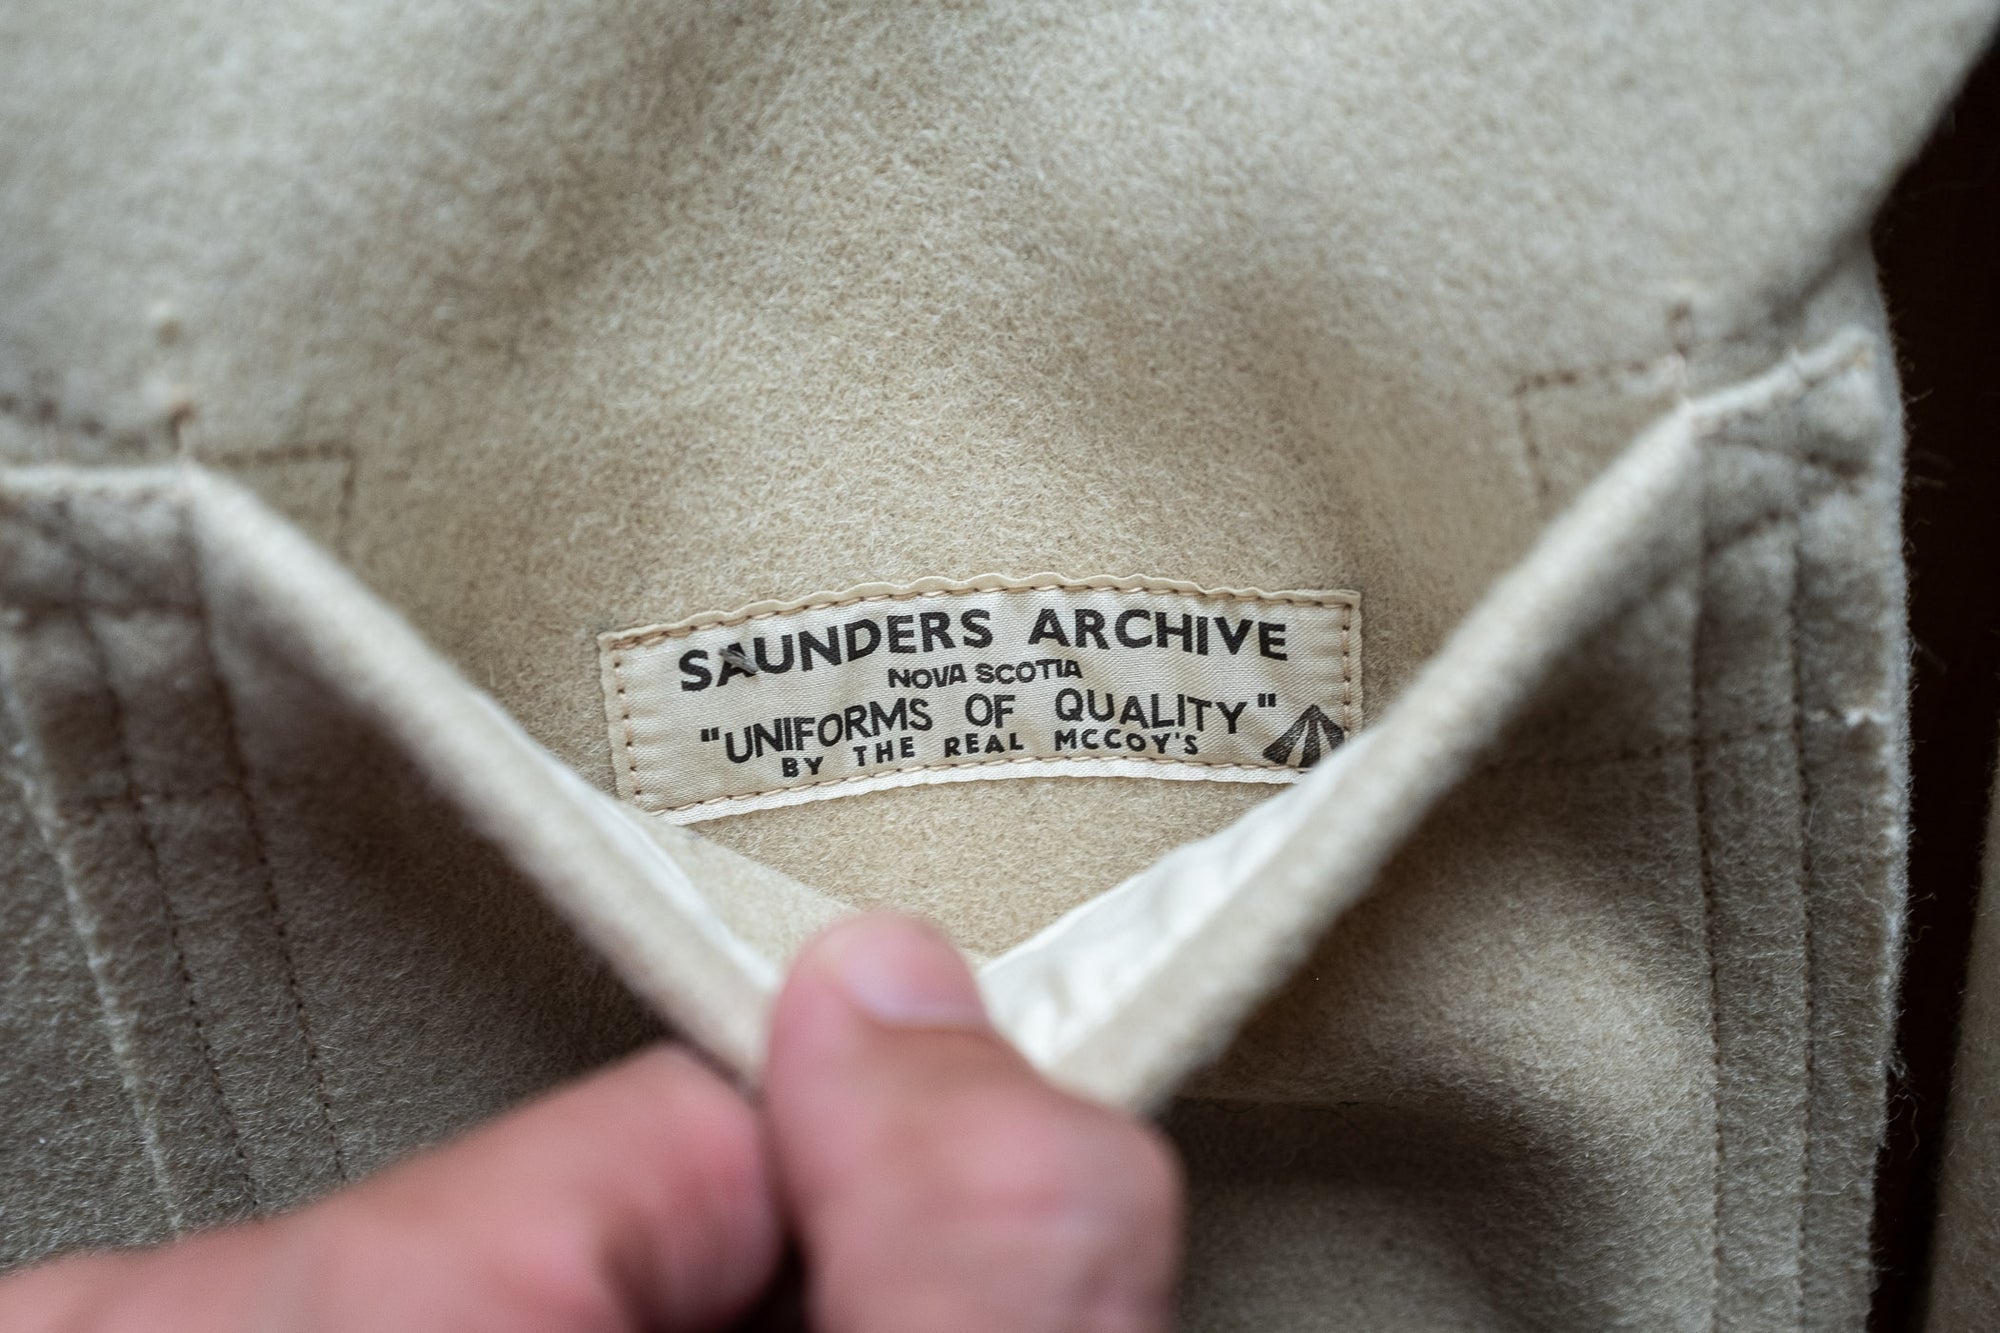 SAUNDERS ARCHIVE
NOVA SCOTIA
"UNIFORMS OF QUALITY"
BY THE REAL MCCOY'S